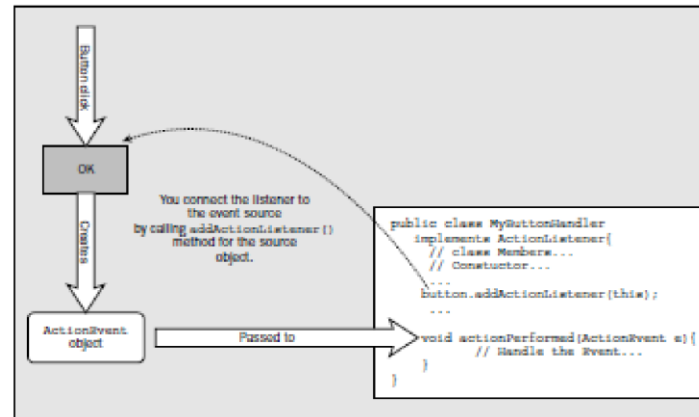 Button click
OK
Creates
You connect the listener to
the event source
by calling addActionListener()
method for the source
object.
ActionEvent
object
Passed to
public class MyButtonHandler
implements ActionListener{
// class Members...
// Constuctor...
...
button.addActionListener(this);
...
void actionPerformed(ActionEvent e){
// Handle the Event...
}
}